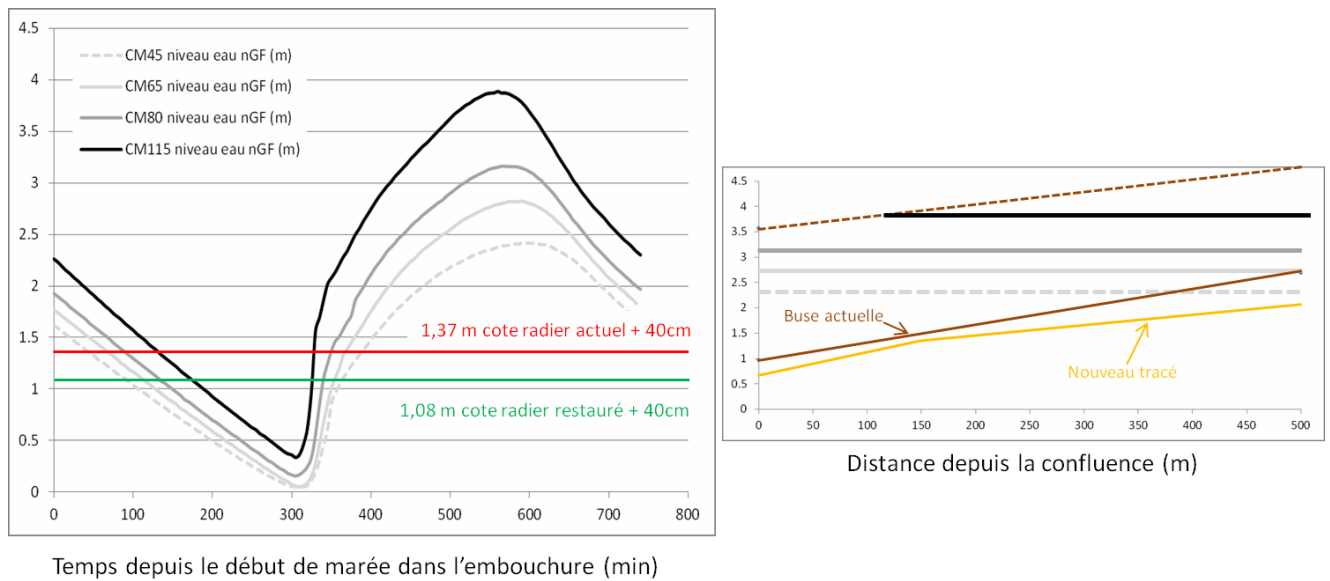 4.5
4
3.5
3
2.5
2
1.5
1
0.5
0
CM45 niveau eau nGF (m)
CM65 niveau eau nGF (m)
CM80 niveau eau nGF (m)
CM115 niveau eau nGF (m)
1,37 m cote radier actuel + 40cm
1,08 m cote radier restauré + 40cm
0 100 200 300 400 500 600 700 800
Temps depuis le début de marée dans l'embouchure (min)
4.5
4
3.5
3
2.5
2
1.5
1
0.5
0
Buse actuelle
Nouveau tracé
0 50 100 150 200 250 300 350 400 450 500
Distance depuis la confluence (m)